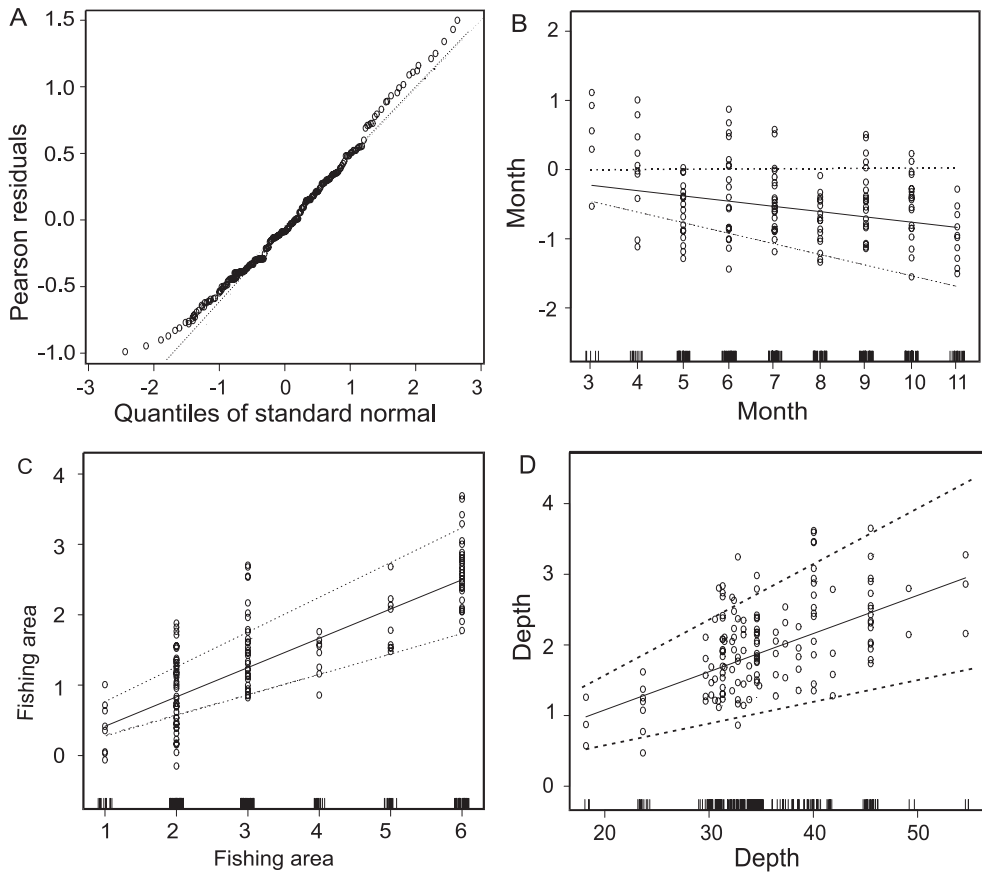 A
1.5
1.0
0.5
0.0
-0.5
-1.0
Pearson residuals
-3 -2 -1 0 1 2 3
Quantiles of standard normal
B
2
1
0
-1
-2
Month
3 4 5 6 7 8 9 10 11
Month
C
4
3
2
1
0
Fishing area
1 2 3 4 5 6
Fishing area
D
4
3
2
1
0
Depth
20 30 40 50
Depth